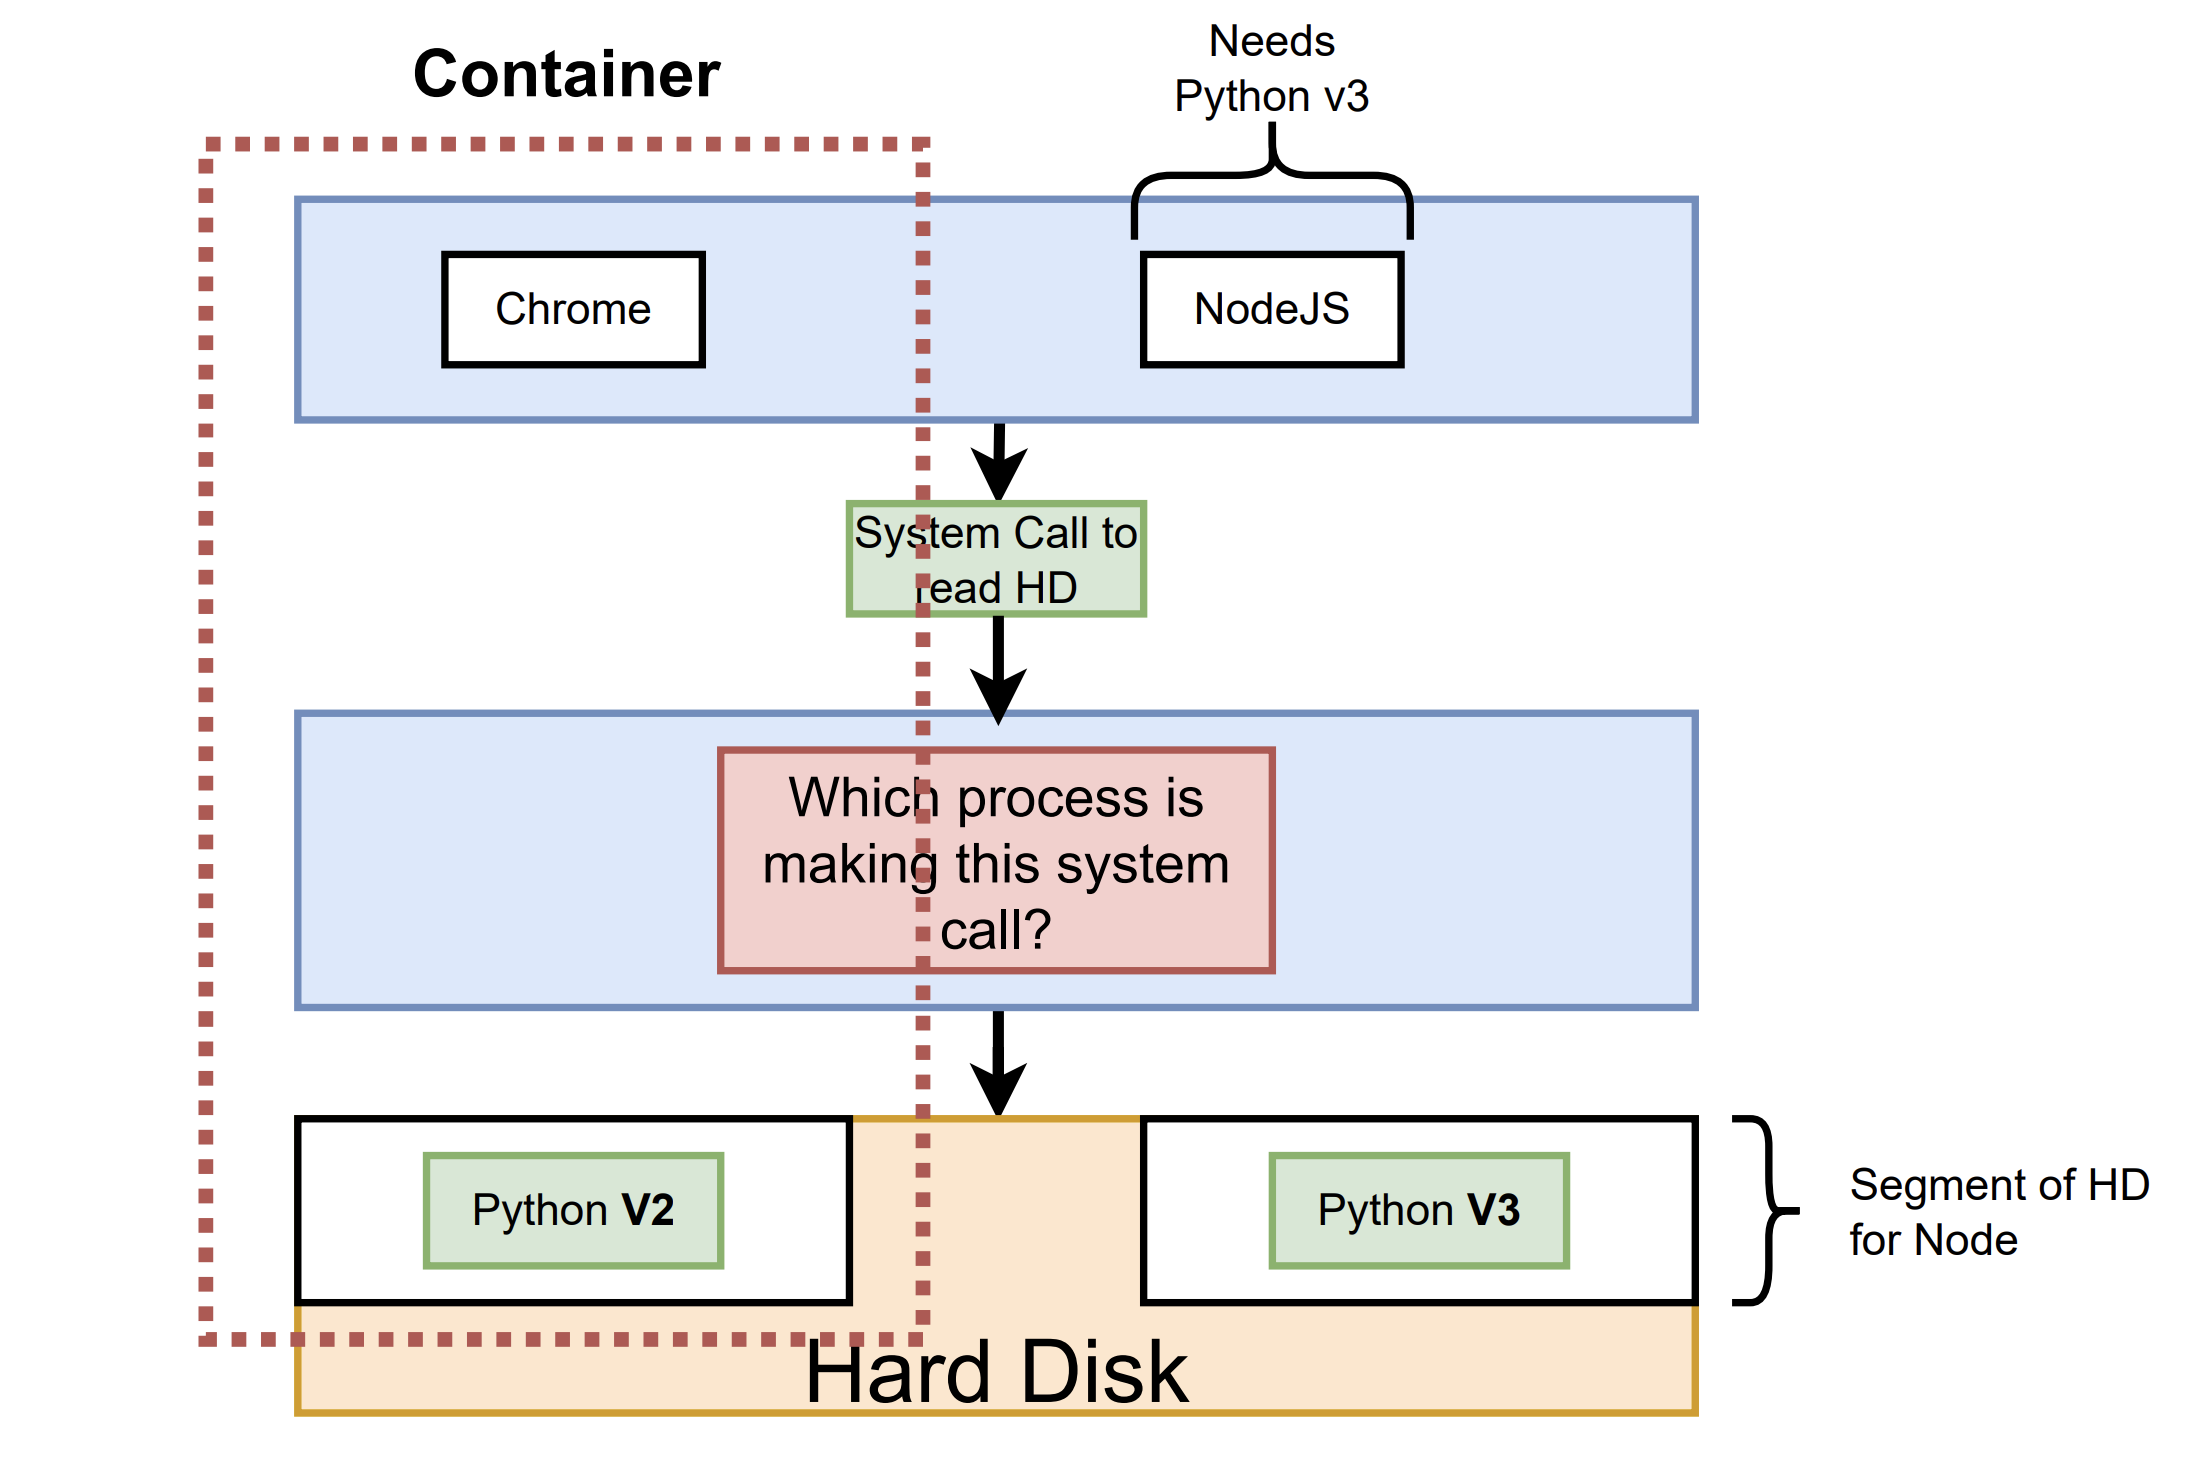 Container
Needs
Python v3
Chrome
NodeJS
System Call to
read HD
Which process is
making this system
call?
Python V2
Python V3
Segment of HD
for Node
Hard Disk